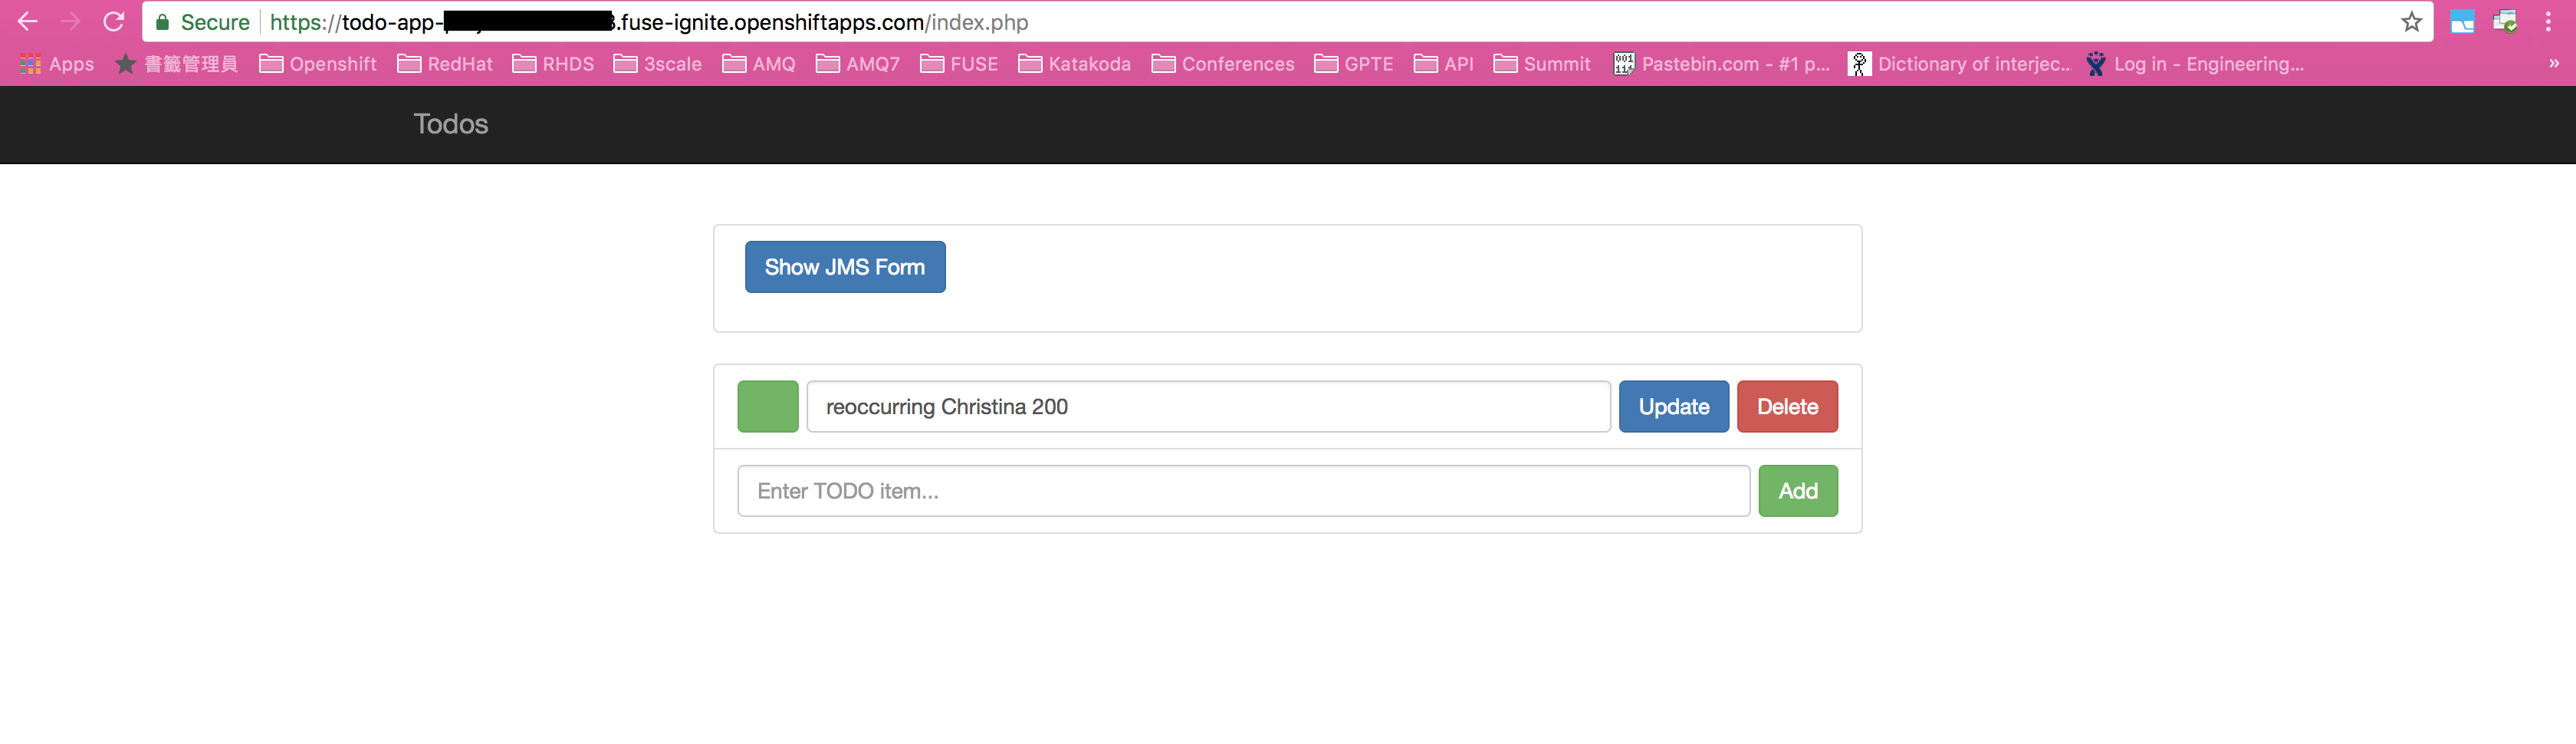 Secure https://todo-app- .fuse-ignite.openshiftapps.com/index.php
Apps 書籤管理員 Openshift RedHat RHDS 3scale AMQ AMQ7 FUSE Katakoda Conferences GPTE API Summit Pastebin.com - #1 p... Dictionary of interjec... Log in - Engineering... »
Todos
Show JMS Form
reoccurring Christina 200 Update Delete
Enter TODO item... Add